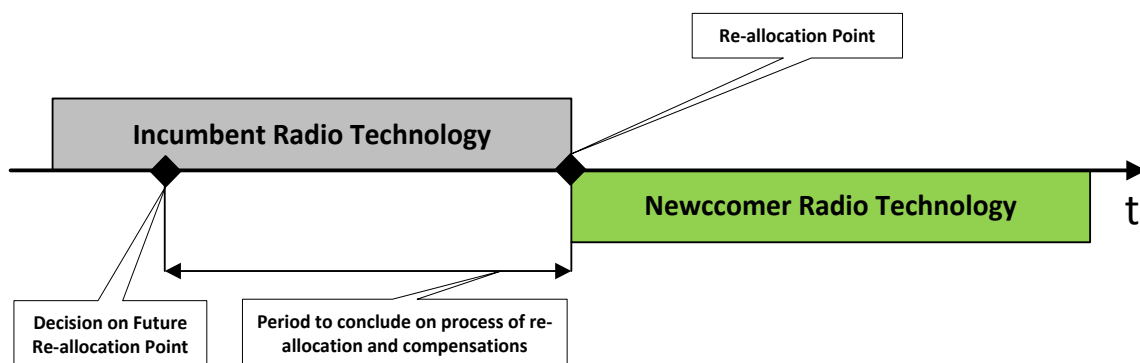 Re-allocation Point
Incumbent Radio Technology
Newccomer Radio Technology
t
Decision on Future
Re-allocation Point
Period to conclude on process of re-
allocation and compensations